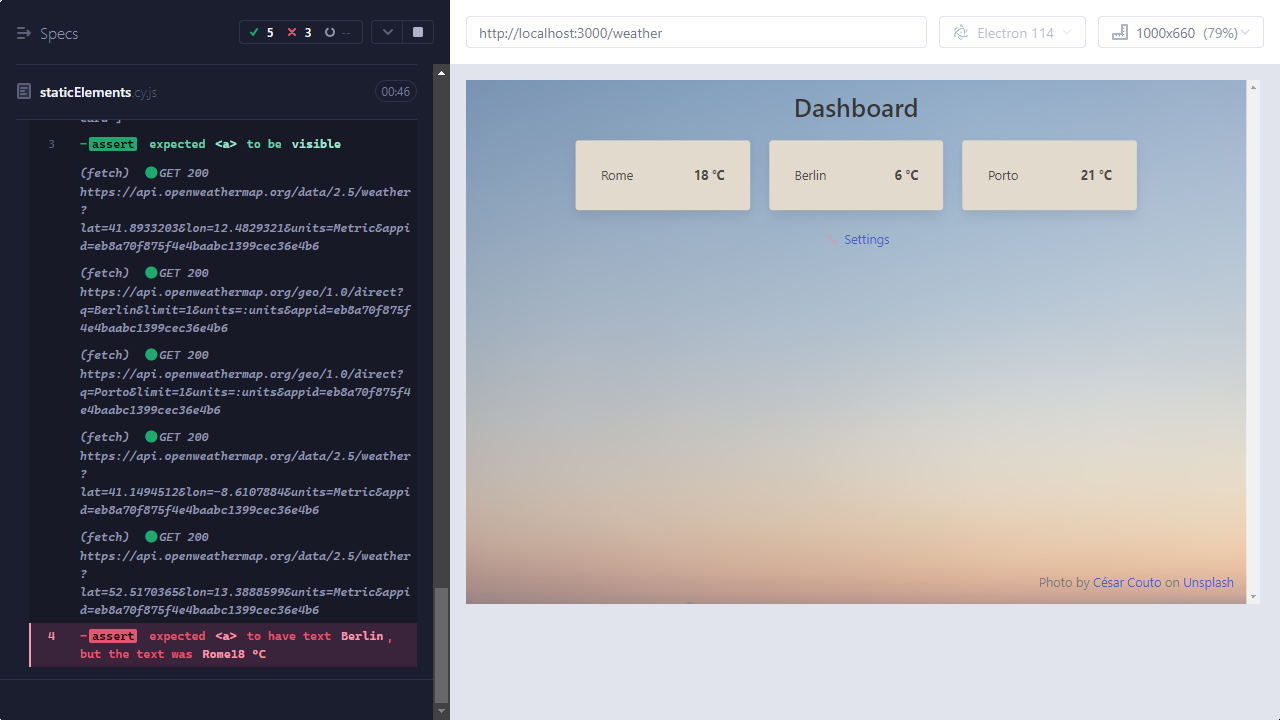 Specs
5
3
--
staticElements.cy.js
00:46
3
-assert expected <a> to be visible
(fetch) GET 200
https://api.openweathermap.org/data/2.5/weather
?
lat=41.8933203&lon=12.4829321&units=Metric&appi
d=eb8a70f875f4e4baabc1399cec36e4b6
(fetch) GET 200
https://api.openweathermap.org/geo/1.0/direct?
q=Berlin&limit=1&units=:units&appid=eb8a70f875f
4e4baabc1399cec36e4b6
(fetch) GET 200
https://api.openweathermap.org/geo/1.0/direct?
q=Porto&limit=1&units=:units&appid=eb8a70f875f4
e4baabc1399cec36e4b6
(fetch) GET 200
https://api.openweathermap.org/data/2.5/weather
?
lat=41.1494512&lon=-8.6107884&units=Metric&appi
d=eb8a70f875f4e4baabc1399cec36e4b6
(fetch) GET 200
https://api.openweathermap.org/data/2.5/weather
?
lat=52.5170365&lon=13.3888599&units=Metric&appi
d=eb8a70f875f4e4baabc1399cec36e4b6
4
-assert expected <a> to have text Berlin,
but the text was Rome18 °C
http://localhost:3000/weather
Electron 114
1000x660 (79%)
Dashboard
Rome
18 °C
Berlin
6 °C
Porto
21 °C
Settings
Photo by César Couto on Unsplash